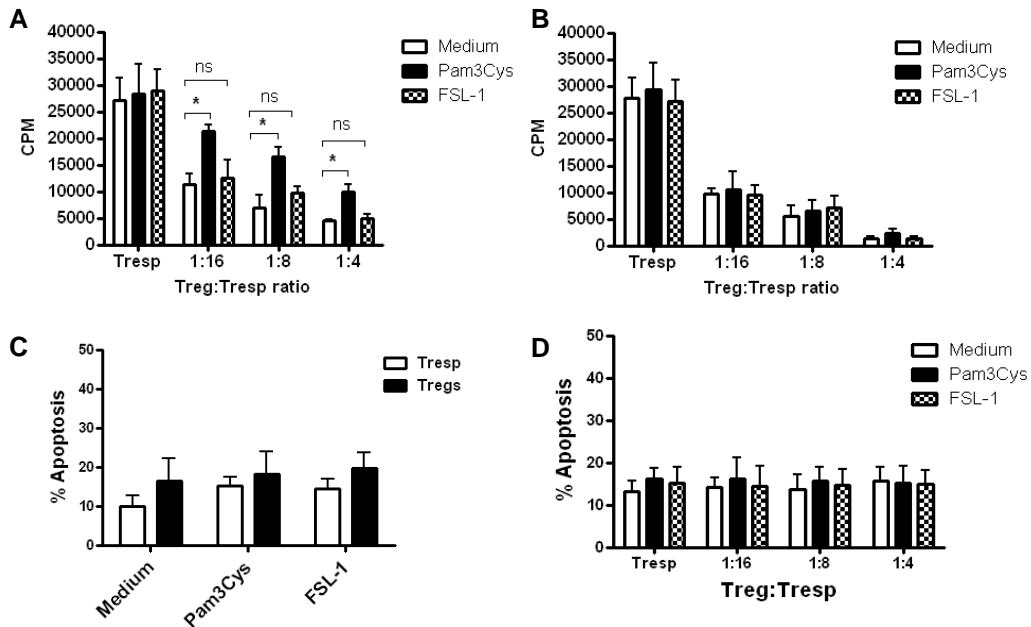 A
40000
35000
30000
25000
20000
15000
10000
5000
0
CPM
Medium
Pam3Cys
FSL-1
ns
*
ns
*
ns
*
Tresp 1:16 1:8 1:4
Treg:Tresp ratio
B
40000
35000
30000
25000
20000
15000
10000
5000
0
CPM
Medium
Pam3Cys
FSL-1
Tresp 1:16 1:8 1:4
Treg:Tresp ratio
C
50
40
30
20
10
0
% Apoptosis
Tresp
Tregs
Medium
Pam3Cys
FSL-1
D
50
40
30
20
10
0
% Apoptosis
Medium
Pam3Cys
FSL-1
Tresp 1:16 1:8 1:4
Treg:Tresp